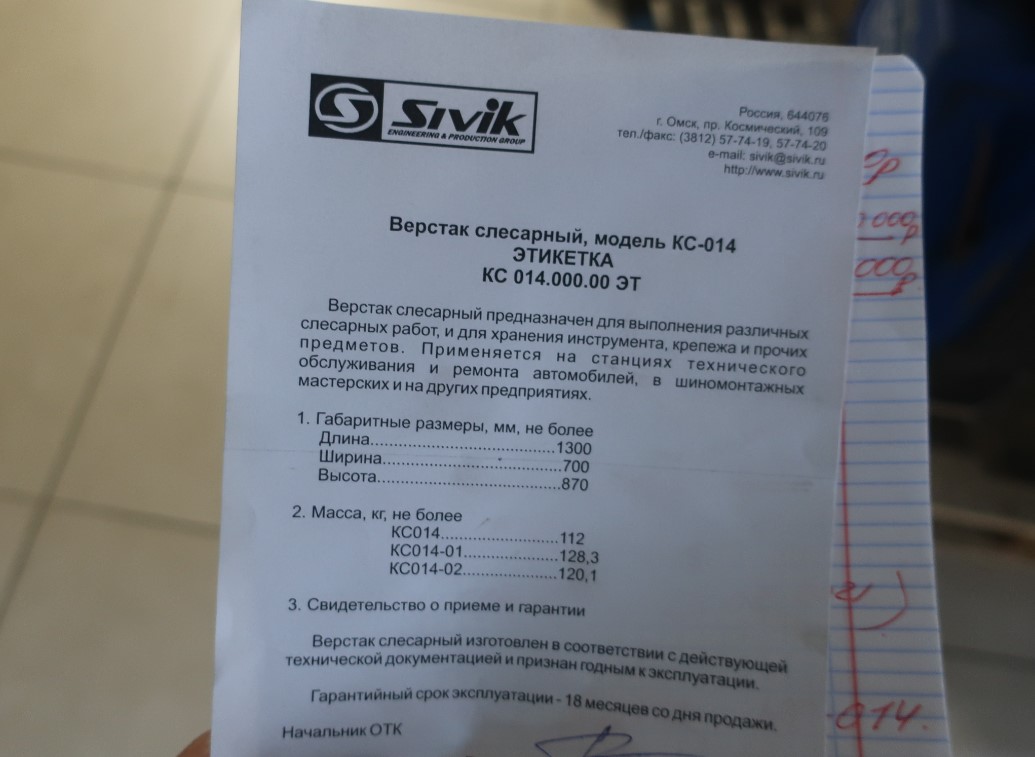 Sivik
ENGINEERING & PRODUCTION GROUP
Россия, 644076
г. Омск, пр. Космический, 109
тел./факс: (3812) 57-74-19, 57-74-20
e-mail: sivik@sivik.ru
http://www.sivik.ru
Верстак слесарный, модель КС-014
ЭТИКЕТКА
КС 014.000.00 ЭТ
Верстак слесарный предназначен для выполнения различных
слесарных работ, и для хранения инструмента, крепежа и прочих
предметов. Применяется на станциях технического
обслуживания и ремонта автомобилей, в шиномонтажных
мастерских и на других предприятиях.
1. Габаритные размеры, мм, не более
Длина.......................................1300
Ширина......................................700
Высота.......................................870
2. Масса, кг, не более
КС014.........................112
КС014-01....................128,3
КС014-02....................120,1
3. Свидетельство о приеме и гарантии
Верстак слесарный изготовлен в соответствии с действующей
технической документацией и признан годным к эксплуатации.
Гарантийный срок эксплуатации - 18 месяцев со дня продажи.
Начальник ОТК
000р
000р.
014.